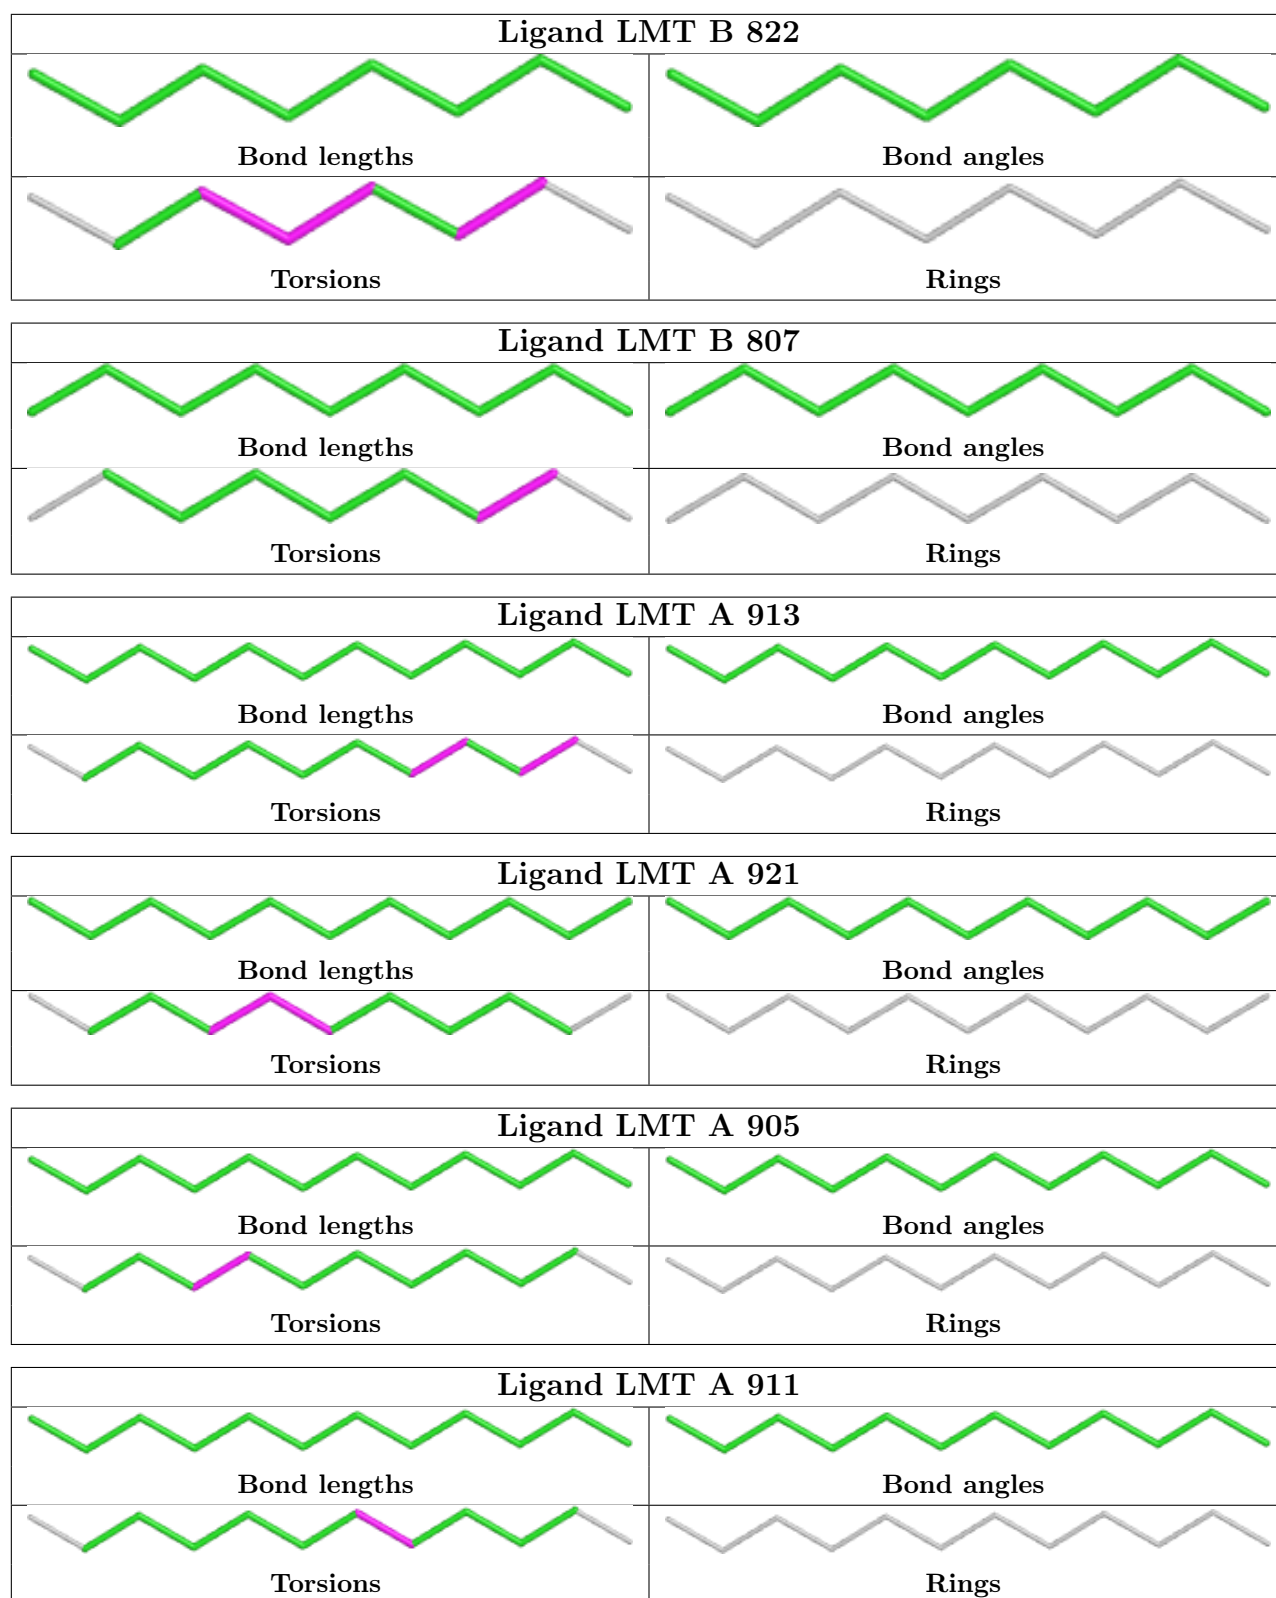 Ligand LMT B 822
Bond lengths Bond angles
Torsions Rings
Ligand LMT B 807
Bond lengths Bond angles
Torsions Rings
Ligand LMT A 913
Bond lengths Bond angles
Torsions Rings
Ligand LMT A 921
Bond lengths Bond angles
Torsions Rings
Ligand LMT A 905
Bond lengths Bond angles
Torsions Rings
Ligand LMT A 911
Bond lengths Bond angles
Torsions Rings